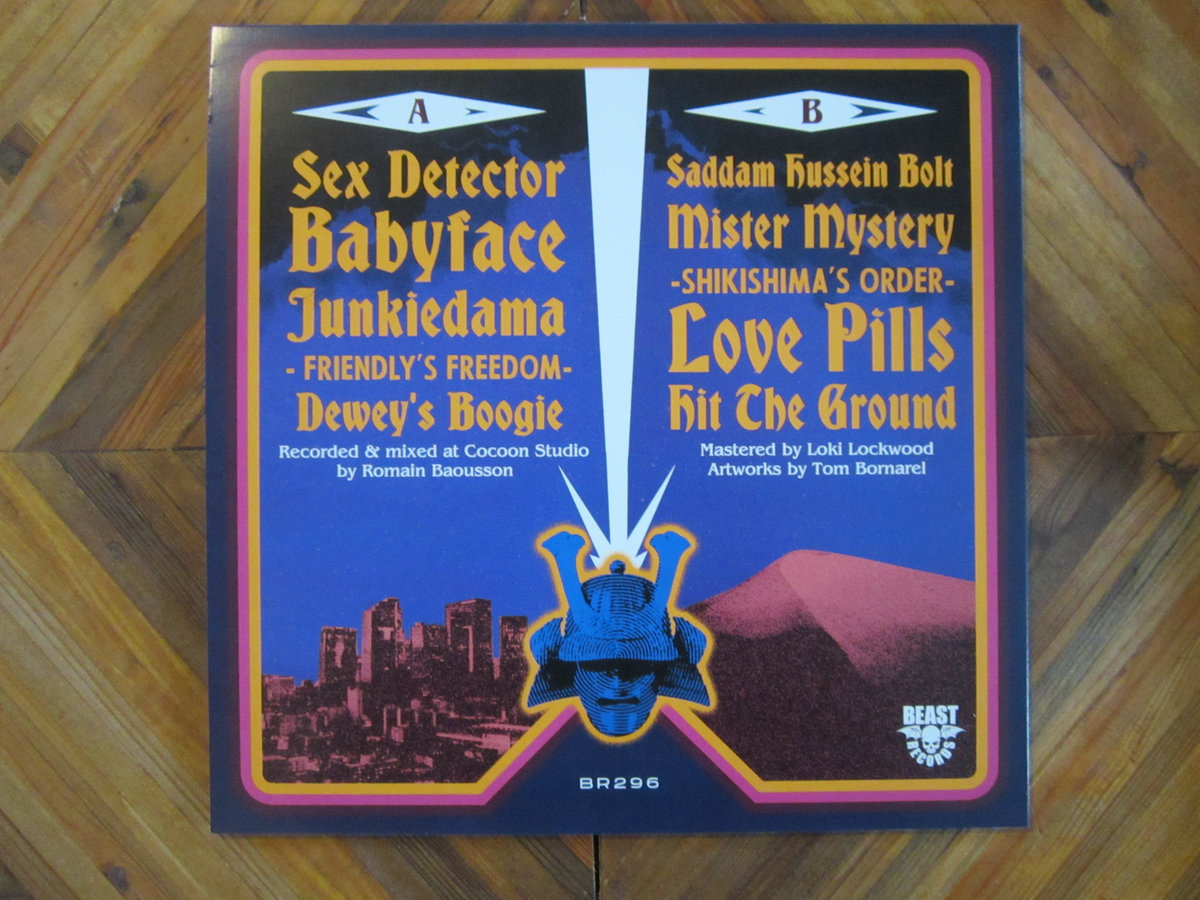 A
Sex Detector
Babyface
Junkiedama
- FRIENDLY'S FREEDOM-
Dewey's Boogie
Recorded & mixed at Cocoon Studio
by Romain Baousson
B
Saddam Hussein Bolt
Mister Mystery
-SHIKISHIMA'S ORDER-
Love Pills
Hit The Ground
Mastered by Loki Lockwood
Artworks by Tom Bornarel
BEAST
RECORDS
BR296